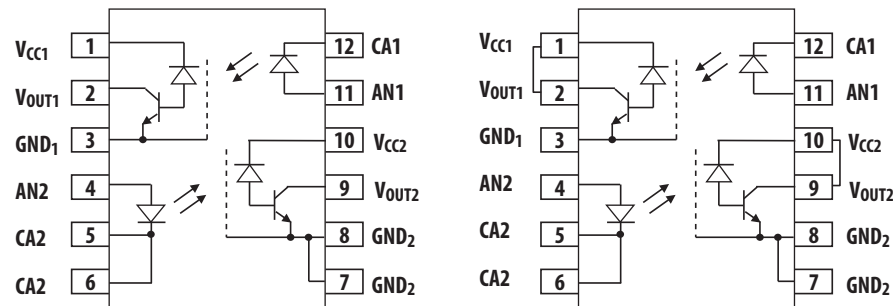 VCC1 1 12 CA1
VOUT1 2 11 AN1
GND1 3 10 VCC2
AN2 4 9 VOUT2
CA2 5 8 GND2
CA2 6 7 GND2
VCC1 1 12 CA1
VOUT1 2 11 AN1
GND1 3 10 VCC2
AN2 4 9 VOUT2
CA2 5 8 GND2
CA2 6 7 GND2